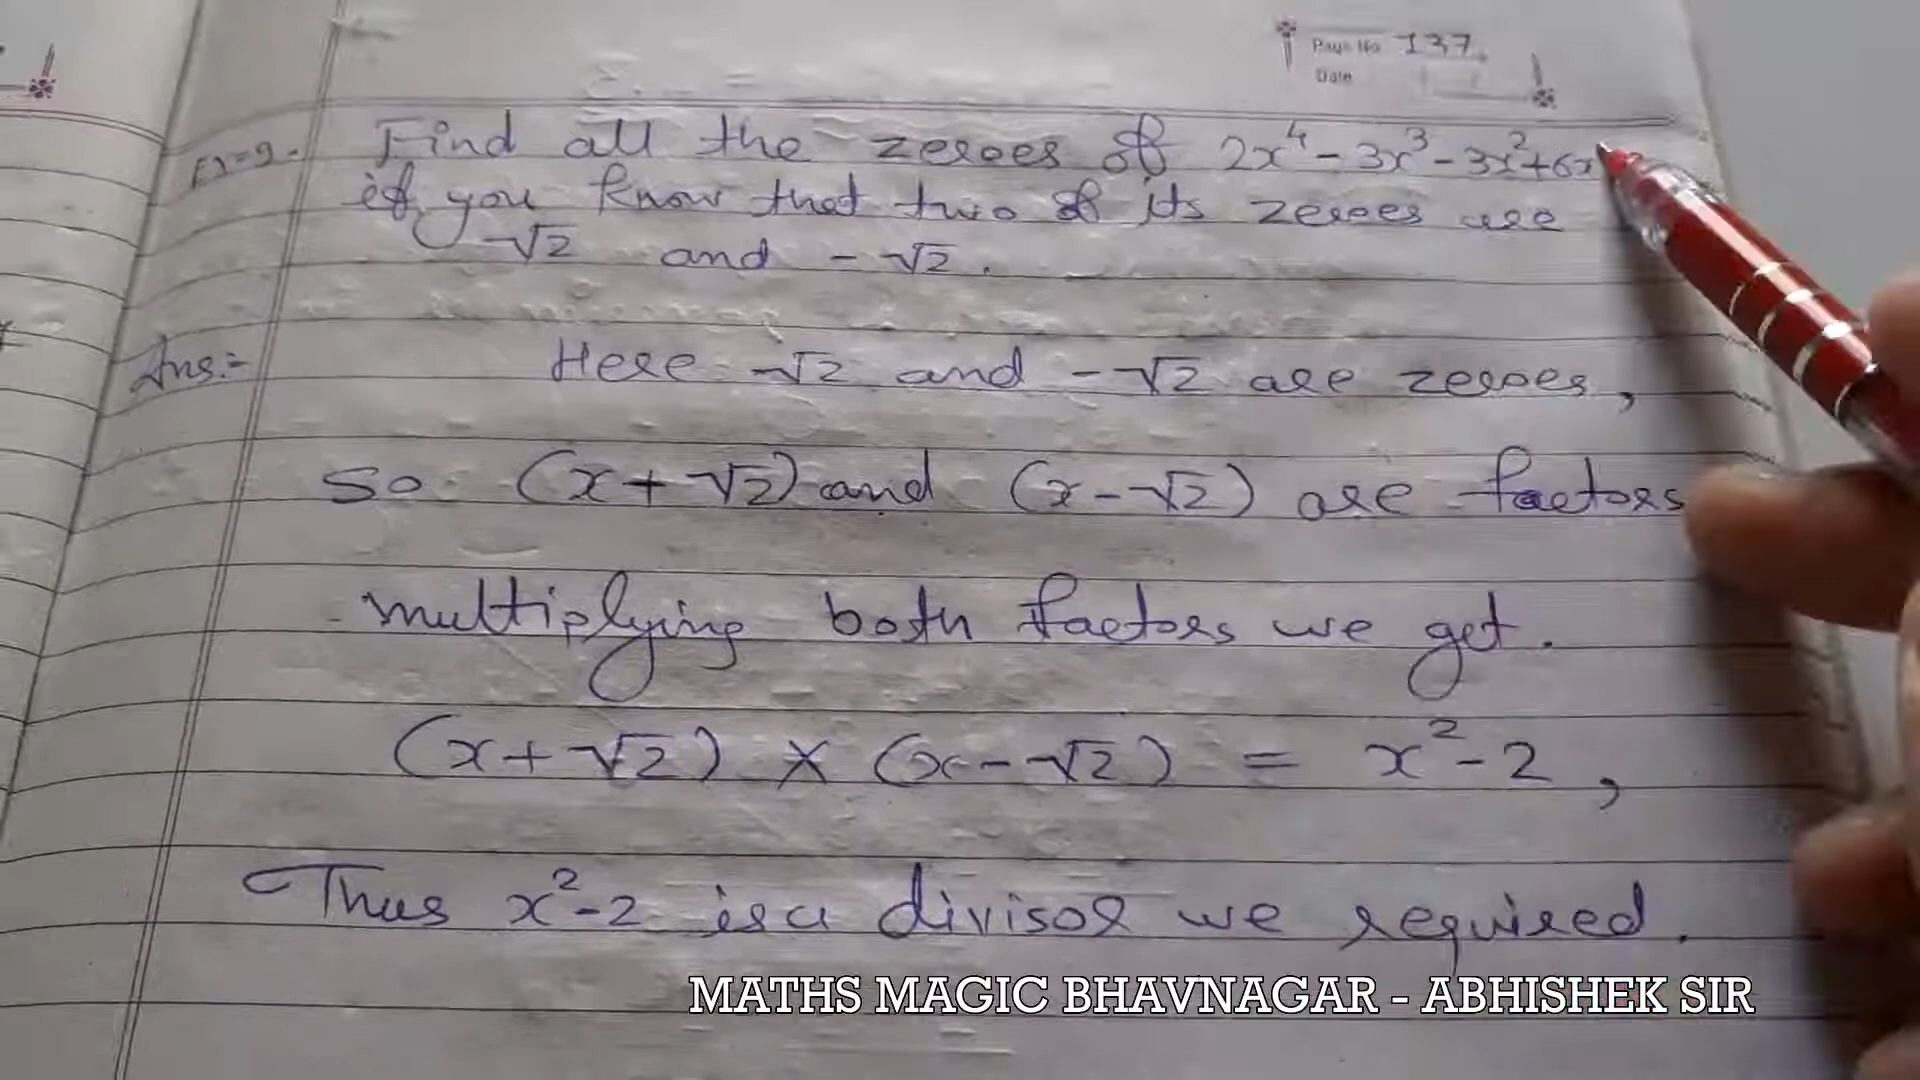 Page No. 137
Date
Ex=9. Find all the zeroes of 2x⁴ - 3x³ - 3x² + 6x
if you know that two of its zeroes are
√2 and -√2.
Ans:- Here √2 and -√2 are zeroes,
So (x+√2) and (x-√2) are factors
multiplying both factors we get.
(x+√2) × (x-√2) = x²-2,
Thus x²-2 is a divisor we required.
MATHS MAGIC BHAVNAGAR - ABHISHEK SIR